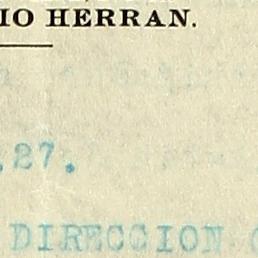 IO HERRAN.
.27.
DIRECCION